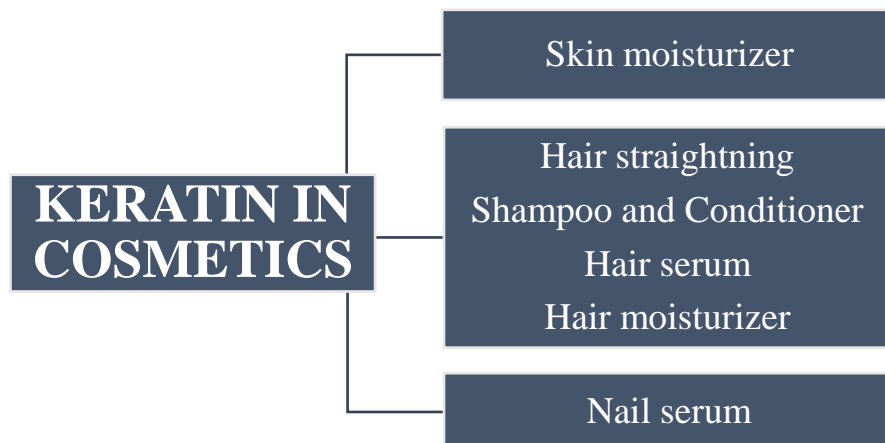 KERATIN IN
COSMETICS
Skin moisturizer
Hair straightning
Shampoo and Conditioner
Hair serum
Hair moisturizer
Nail serum